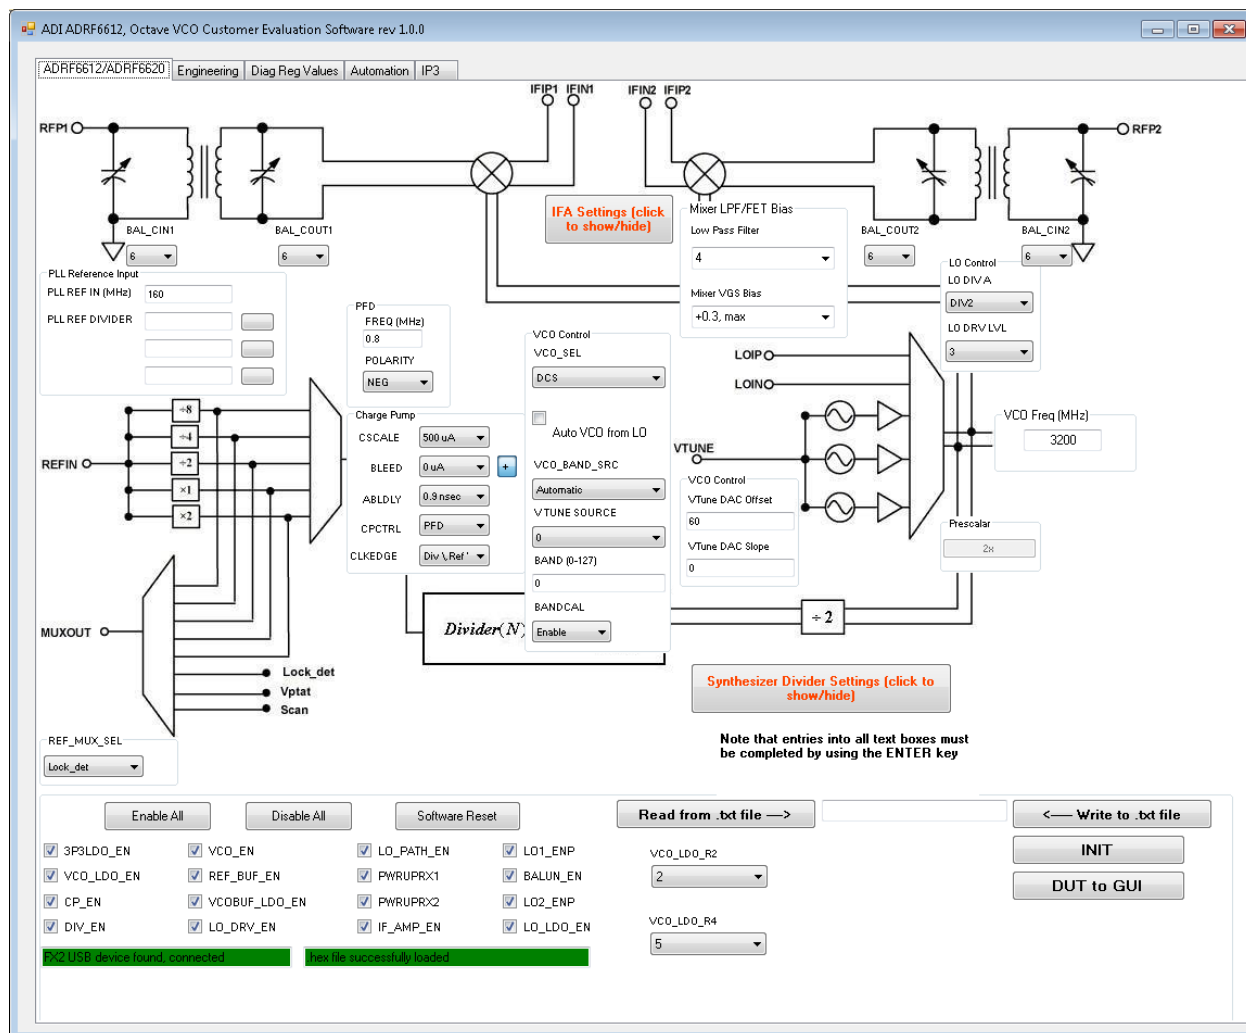 ADI ADRF6612, Octave VCO Customer Evaluation Software rev 1.0.0
ADRF6612/ADRF6620
Engineering
Diag Reg Values
Automation
IP3
IFIP1
IFIN1
IFIN2
IFIP2
RFP1
RFP2
BAL_CIN1
6
BAL_COUT1
6
IFA Settings (click
to show/hide)
Mixer LPF/FET Bias
Low Pass Filter
4
Mixer VGS Bias
+0.3, max
BAL_COUT2
6
BAL_CIN2
6
LO Control
LO DIV A
DIV2
LO DRV LVL
3
PLL Reference Input
PLL REF IN (MHz)
160
PLL REF DIVIDER
PFD
FREQ (MHz)
0.8
POLARITY
NEG
VCO Control
VCO_SEL
DCS
Auto VCO from LO
VCO_BAND_SRC
Automatic
VTUNE SOURCE
0
BAND (0-127)
0
BANDCAL
Enable
Charge Pump
CSCALE
500 uA
BLEED
0 uA
+
ABLDLY
0.9 nsec
CPCTRL
PFD
CLKEDGE
Div \, Ref '
÷8
÷4
÷2
×1
×2
REFIN
MUXOUT
Lock_det
Vptat
Scan
REF_MUX_SEL
Lock_det
LOIP
LOIN
VTUNE
VCO Control
VTune DAC Offset
60
VTune DAC Slope
0
VCO Freq (MHz)
3200
Prescalar
2x
Divider(N)
÷ 2
Synthesizer Divider Settings (click to
show/hide)
Note that entries into all text boxes must
be completed by using the ENTER key
Enable All
Disable All
Software Reset
Read from .txt file —>
<— Write to .txt file
INIT
DUT to GUI
3P3LDO_EN
VCO_EN
LO_PATH_EN
LO1_ENP
VCO_LDO_EN
REF_BUF_EN
PWRUPRX1
BALUN_EN
CP_EN
VCOBUF_LDO_EN
PWRUPRX2
LO2_ENP
DIV_EN
LO_DRV_EN
IF_AMP_EN
LO_LDO_EN
VCO_LDO_R2
2
VCO_LDO_R4
5
FX2 USB device found, connected
.hex file successfully loaded